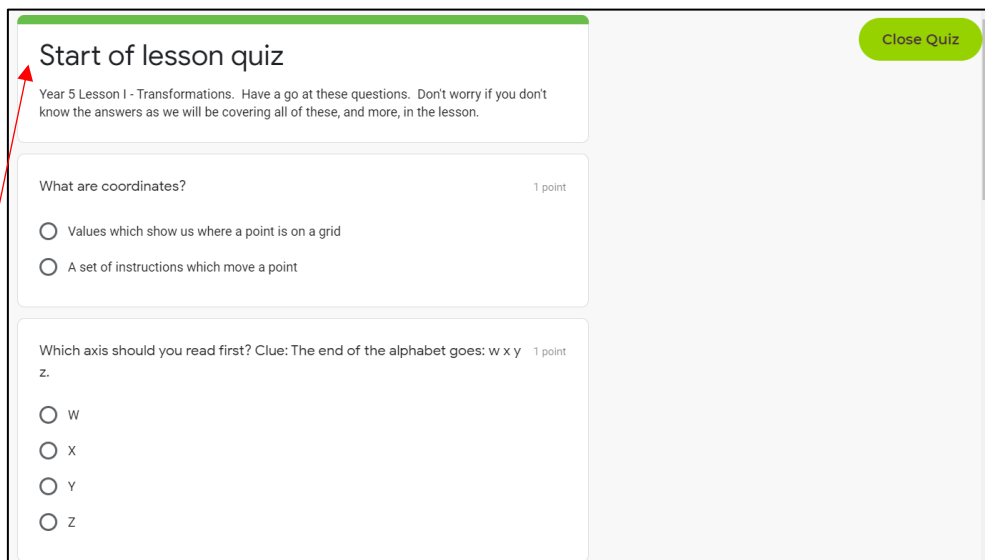 Start of lesson quiz
Close Quiz
Year 5 Lesson I - Transformations.  Have a go at these questions.  Don't worry if you don't
know the answers as we will be covering all of these, and more, in the lesson.
What are coordinates?
1 point
Values which show us where a point is on a grid
A set of instructions which move a point
Which axis should you read first? Clue: The end of the alphabet goes: w x y
1 point
z.
W
X
Y
Z